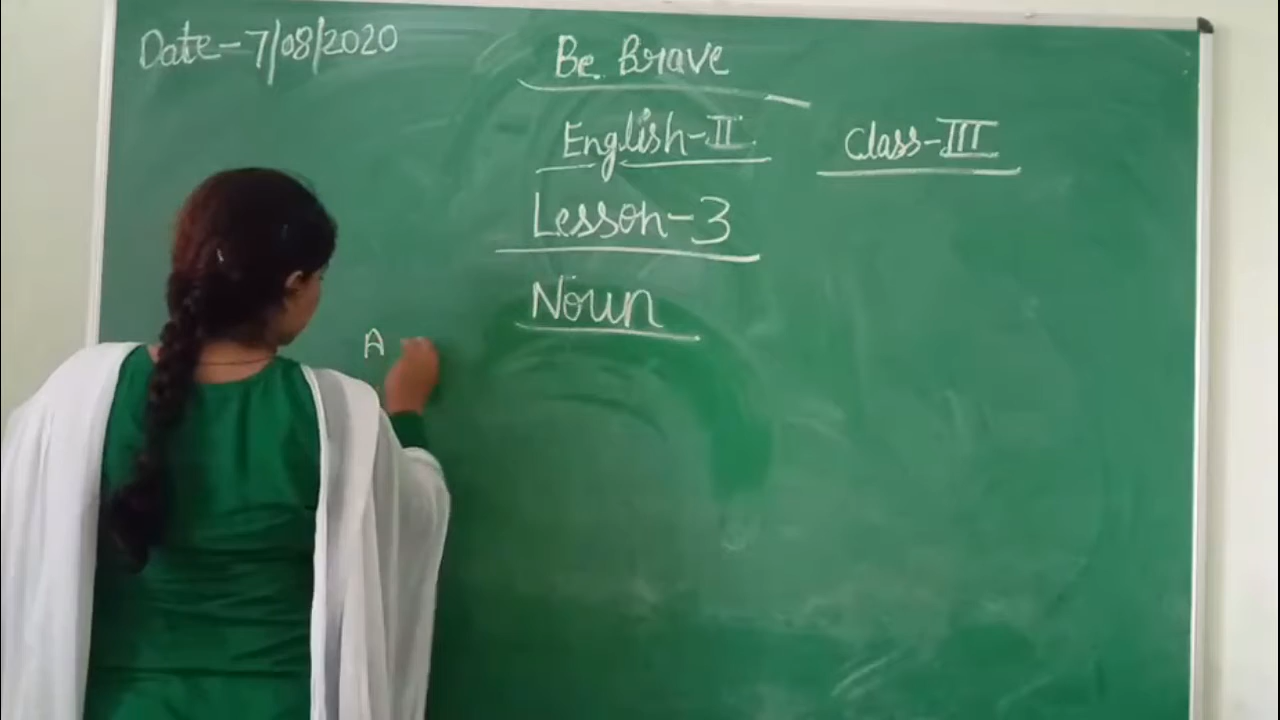 Date-7/08/2020
Be Brave
English-II
Class-III
Lesson-3
Noun
A